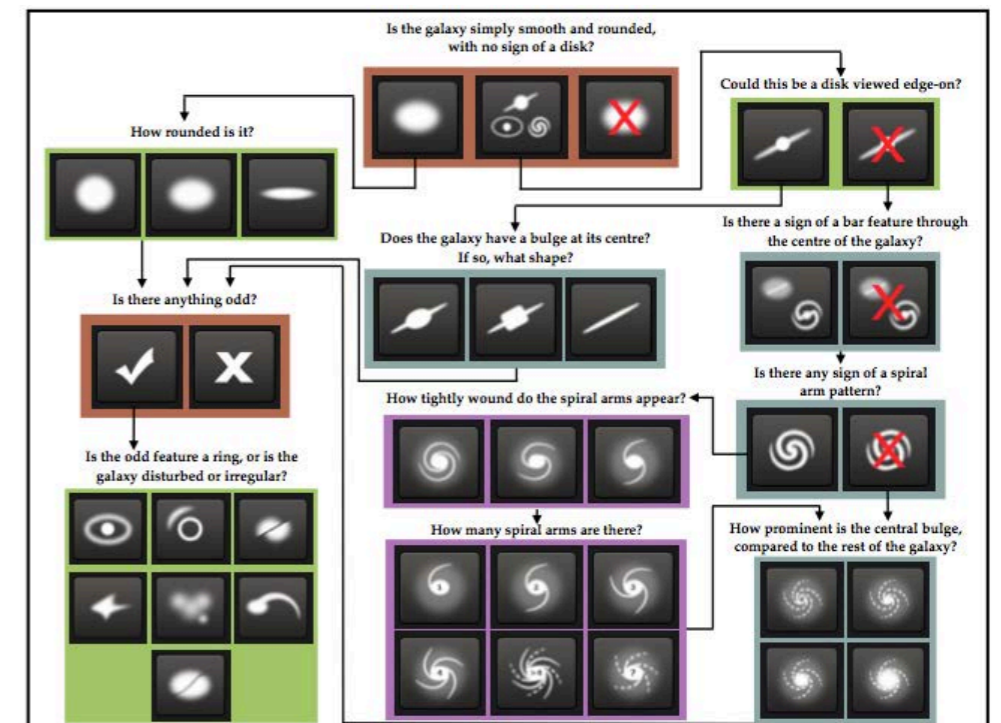 Is the galaxy simply smooth and rounded,
with no sign of a disk?
Could this be a disk viewed edge-on?
How rounded is it?
Is there a sign of a bar feature through
the centre of the galaxy?
Does the galaxy have a bulge at its centre?
If so, what shape?
Is there anything odd?
Is there any sign of a spiral
arm pattern?
How tightly wound do the spiral arms appear?
Is the odd feature a ring, or is the
galaxy disturbed or irregular?
How many spiral arms are there?
How prominent is the central bulge,
compared to the rest of the galaxy?
1
2
3
4
?